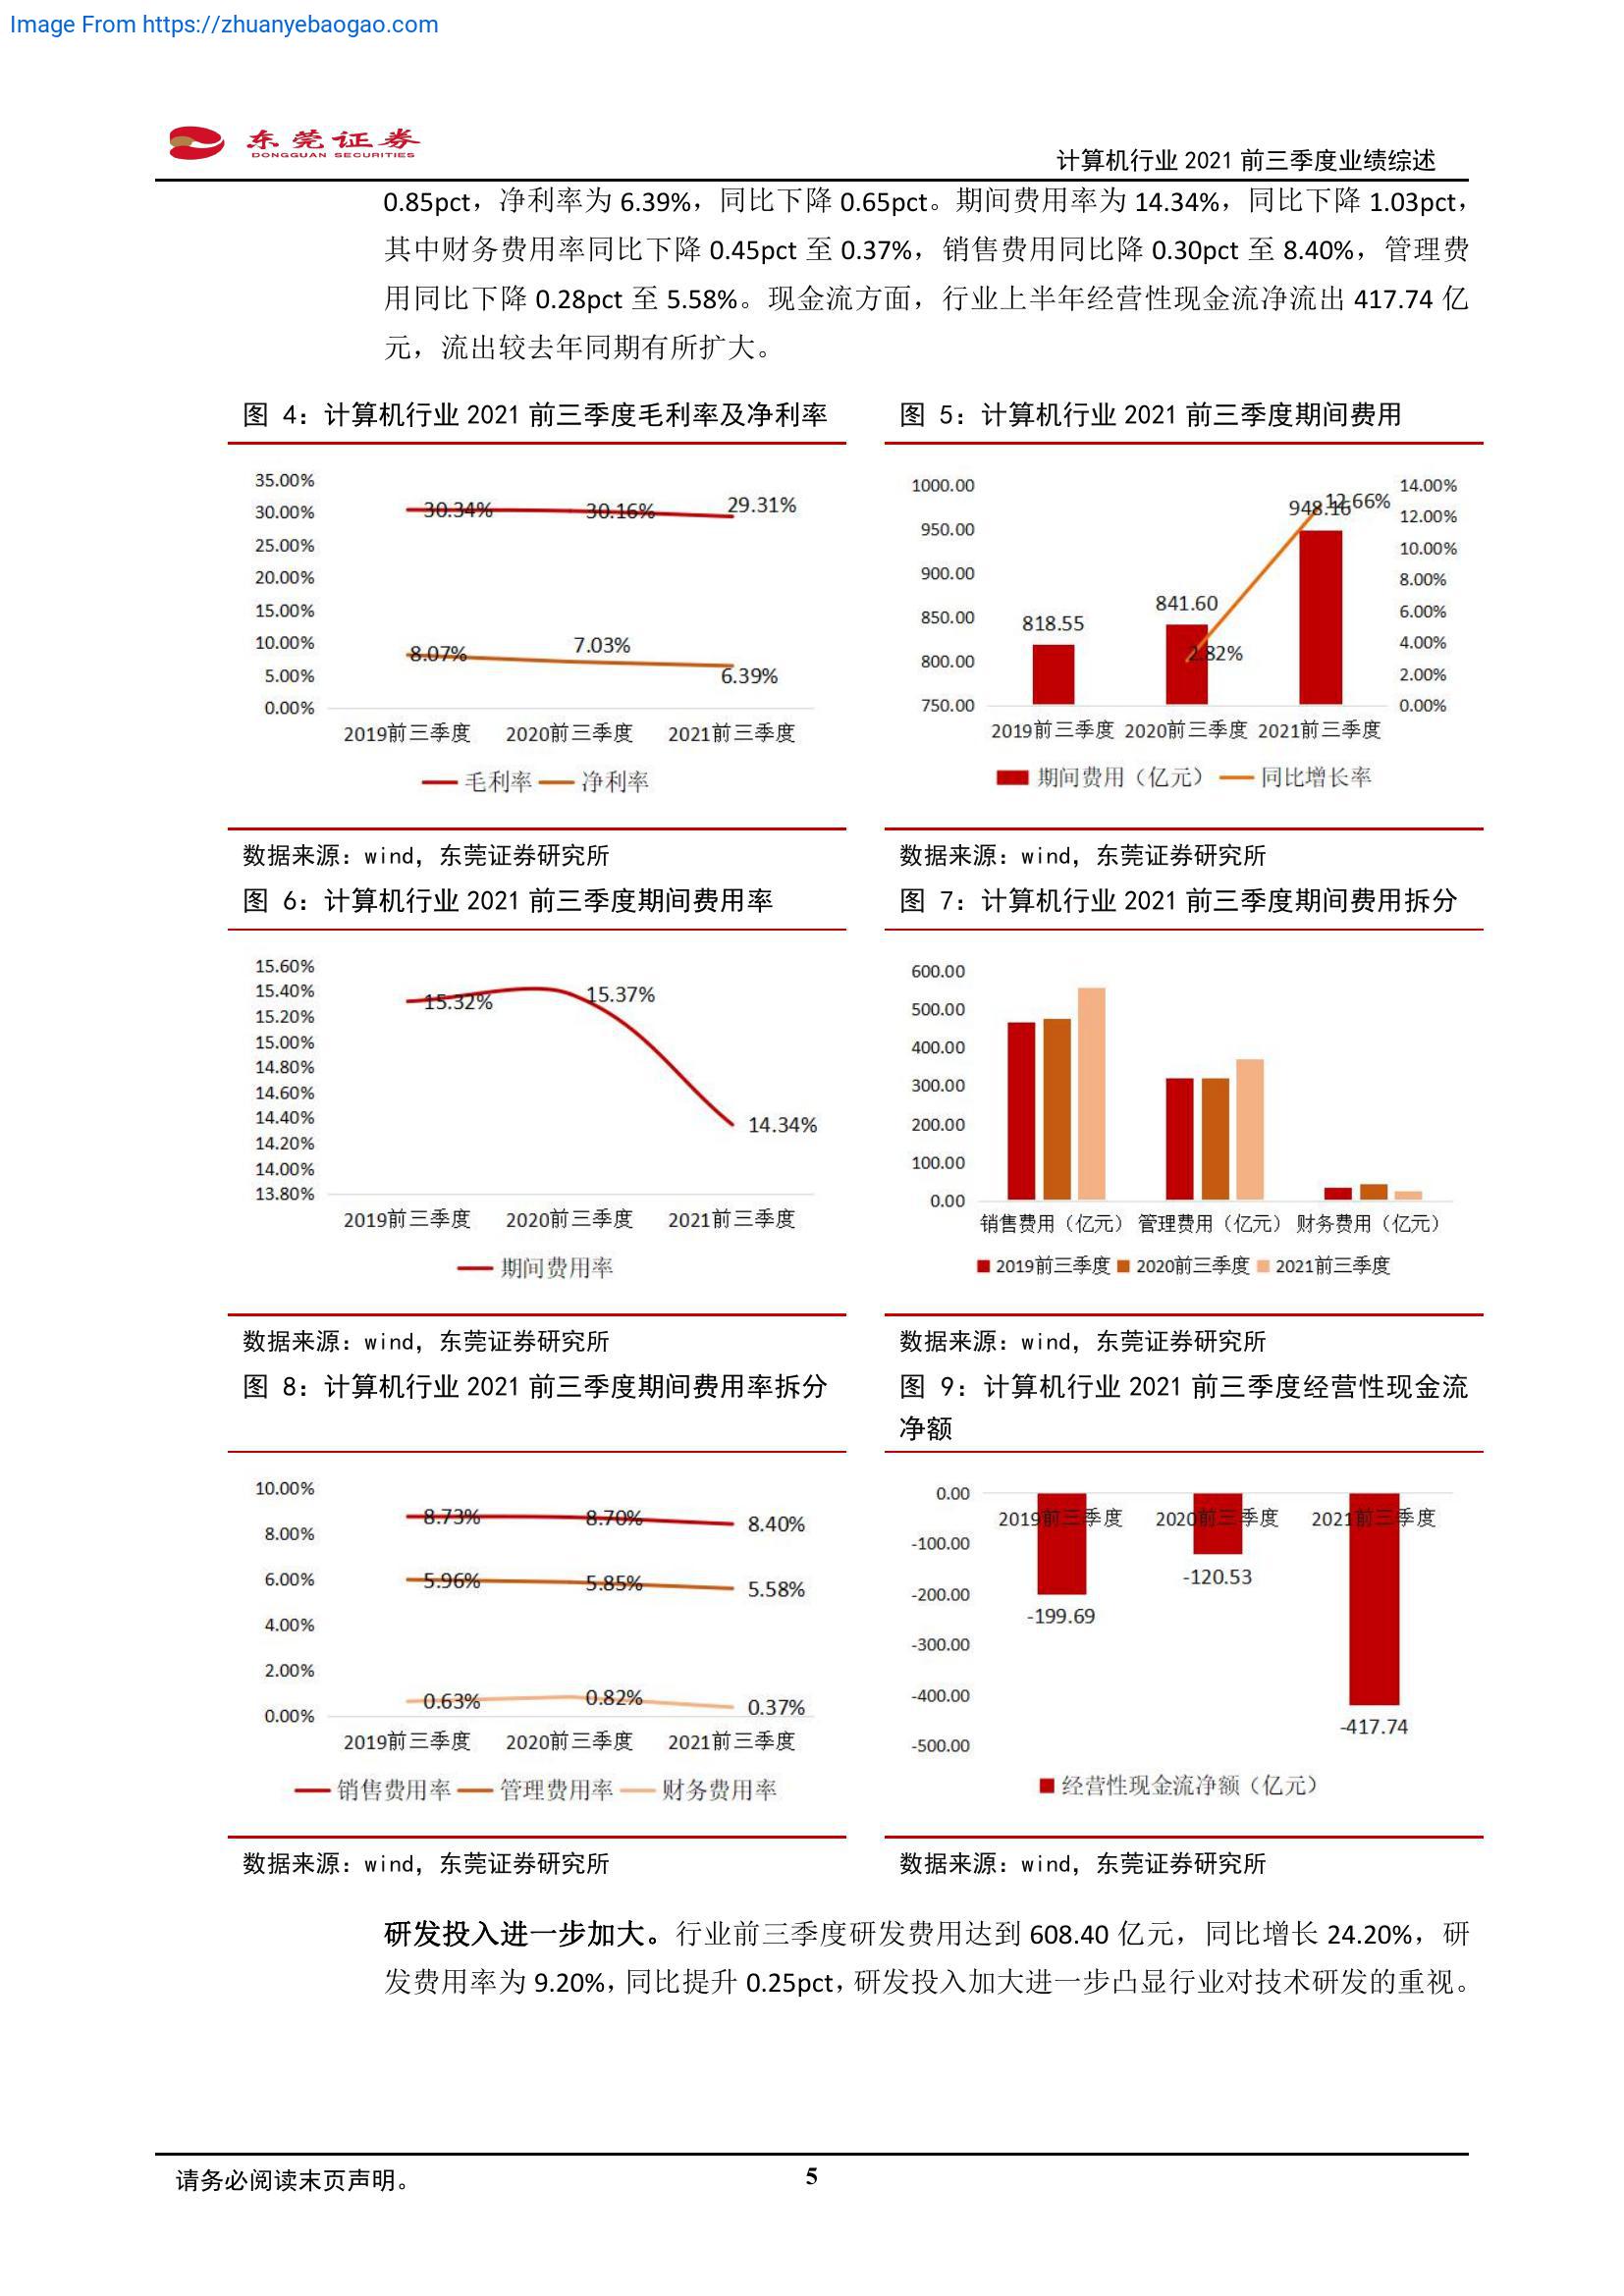 Image From https://zhuanyebaogao.com
东莞证券
DONGGUAN SECURITIES
计算机行业 2021 前三季度业绩综述
0.85pct，净利率为 6.39%，同比下降 0.65pct。期间费用率为 14.34%，同比下降 1.03pct，
其中财务费用率同比下降 0.45pct 至 0.37%，销售费用同比降 0.30pct 至 8.40%，管理费
用同比下降 0.28pct 至 5.58%。现金流方面，行业上半年经营性现金流净流出 417.74 亿
元，流出较去年同期有所扩大。
图 4：计算机行业 2021 前三季度毛利率及净利率
35.00%
30.00%
25.00%
20.00%
15.00%
10.00%
5.00%
0.00%
30.34%
30.16%
29.31%
8.07%
7.03%
6.39%
2019前三季度 2020前三季度 2021前三季度
毛利率 净利率
数据来源：wind，东莞证券研究所
图 5：计算机行业 2021 前三季度期间费用
1000.00
950.00
900.00
850.00
800.00
750.00
818.55
841.60
948.16
2.82%
12.66%
14.00%
12.00%
10.00%
8.00%
6.00%
4.00%
2.00%
0.00%
2019前三季度 2020前三季度 2021前三季度
期间费用（亿元） 同比增长率
数据来源：wind，东莞证券研究所
图 6：计算机行业 2021 前三季度期间费用率
15.60%
15.40%
15.20%
15.00%
14.80%
14.60%
14.40%
14.20%
14.00%
13.80%
15.32%
15.37%
14.34%
2019前三季度 2020前三季度 2021前三季度
期间费用率
数据来源：wind，东莞证券研究所
图 7：计算机行业 2021 前三季度期间费用拆分
600.00
500.00
400.00
300.00
200.00
100.00
0.00
销售费用（亿元） 管理费用（亿元） 财务费用（亿元）
2019前三季度 2020前三季度 2021前三季度
数据来源：wind，东莞证券研究所
图 8：计算机行业 2021 前三季度期间费用率拆分
10.00%
8.00%
6.00%
4.00%
2.00%
0.00%
8.73%
8.70%
8.40%
5.96%
5.85%
5.58%
0.63%
0.82%
0.37%
2019前三季度 2020前三季度 2021前三季度
销售费用率 管理费用率 财务费用率
数据来源：wind，东莞证券研究所
图 9：计算机行业 2021 前三季度经营性现金流
净额
0.00
-100.00
-200.00
-300.00
-400.00
-500.00
2019前三季度 2020前三季度 2021前三季度
-199.69
-120.53
-417.74
经营性现金流净额（亿元）
数据来源：wind，东莞证券研究所
研发投入进一步加大。行业前三季度研发费用达到 608.40 亿元，同比增长 24.20%，研
发费用率为 9.20%，同比提升 0.25pct，研发投入加大进一步凸显行业对技术研发的重视。
请务必阅读末页声明。
5